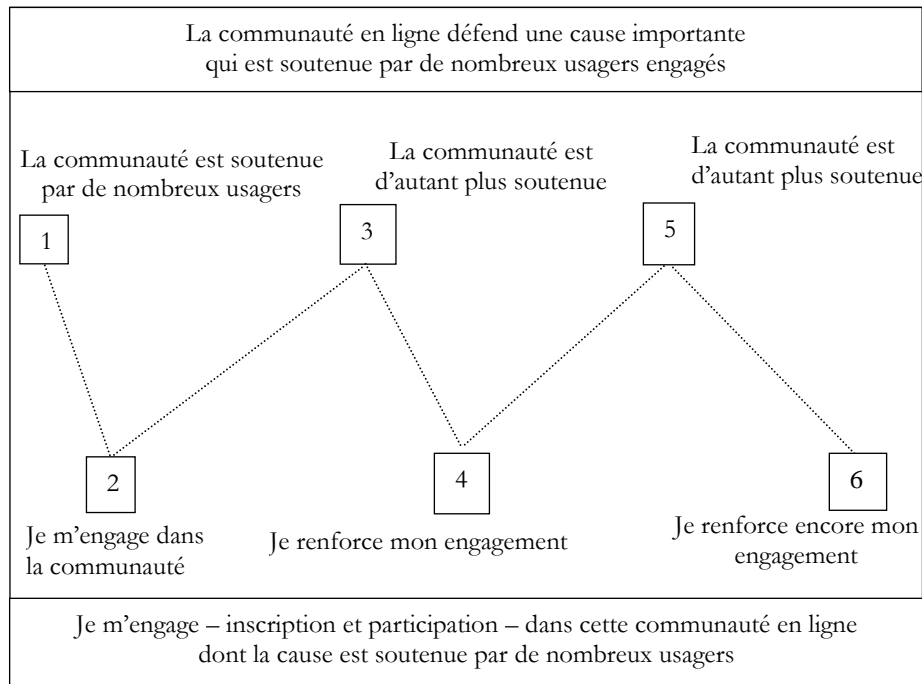 La communauté en ligne défend une cause importante
qui est soutenue par de nombreux usagers engagés
La communauté est soutenue
par de nombreux usagers
La communauté est
d'autant plus soutenue
La communauté est
d'autant plus soutenue
1
3
5
2
4
6
Je m'engage dans
la communauté
Je renforce mon engagement
Je renforce encore mon
engagement
Je m'engage – inscription et participation – dans cette communauté en ligne
dont la cause est soutenue par de nombreux usagers